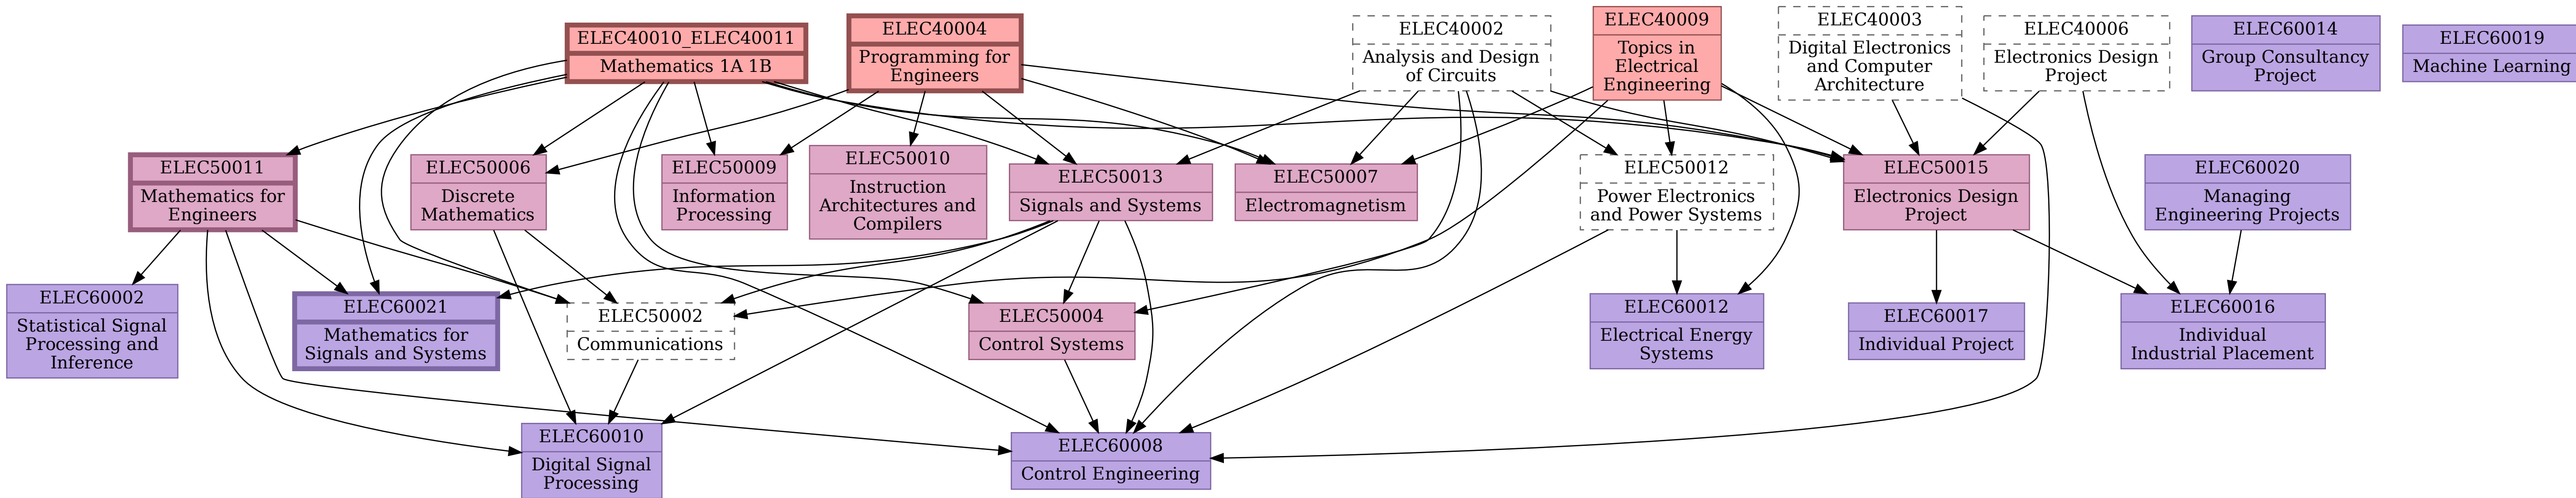 ELEC40010_ELEC40011
Mathematics 1A 1B
ELEC40004
Programming for
Engineers
ELEC40002
Analysis and Design
of Circuits
ELEC40009
Topics in
Electrical
Engineering
ELEC40003
Digital Electronics
and Computer
Architecture
ELEC40006
Electronics Design
Project
ELEC60014
Group Consultancy
Project
ELEC60019
Machine Learning
ELEC50011
Mathematics for
Engineers
ELEC50006
Discrete
Mathematics
ELEC50009
Information
Processing
ELEC50010
Instruction
Architectures and
Compilers
ELEC50013
Signals and Systems
ELEC50007
Electromagnetism
ELEC50012
Power Electronics
and Power Systems
ELEC50015
Electronics Design
Project
ELEC60020
Managing
Engineering Projects
ELEC60002
Statistical Signal
Processing and
Inference
ELEC60021
Mathematics for
Signals and Systems
ELEC50002
Communications
ELEC50004
Control Systems
ELEC60012
Electrical Energy
Systems
ELEC60017
Individual Project
ELEC60016
Individual
Industrial Placement
ELEC60010
Digital Signal
Processing
ELEC60008
Control Engineering